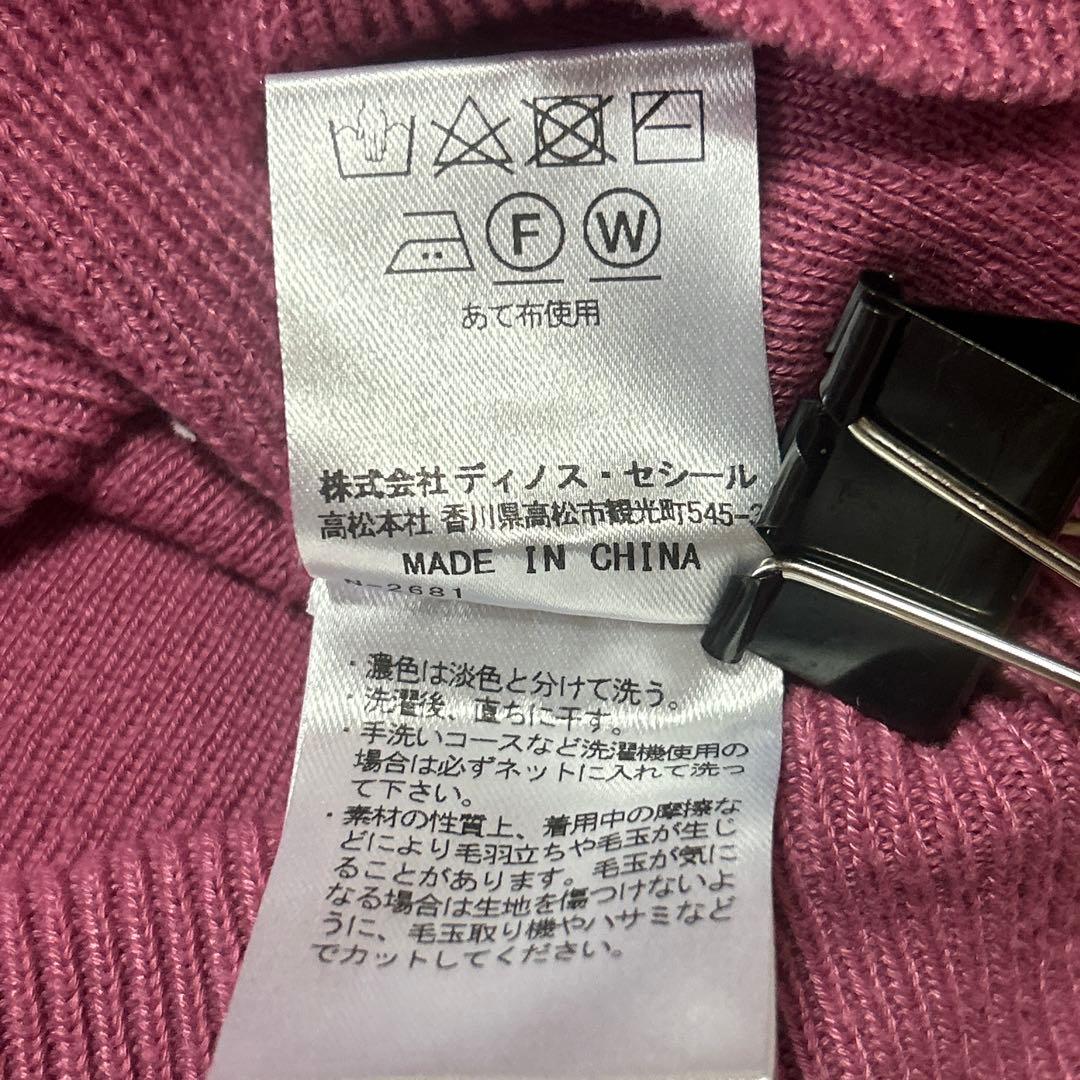 F W
あて布使用
株式会社ディノス・セシール
高松本社 香川県高松市観光町545-2
MADE IN CHINA
N-2681
・濃色は淡色と分けて洗う。
・洗濯後、直ちに干す。
・手洗いコースなど洗濯機使用の
場合は必ずネットに入れて洗っ
て下さい。
・素材の性質上、着用中の摩擦な
どにより毛羽立ちや毛玉が生じ
ることがあります。毛玉が気に
なる場合は生地を傷つけないよ
うに、毛玉取り機やハサミなど
でカットしてください。